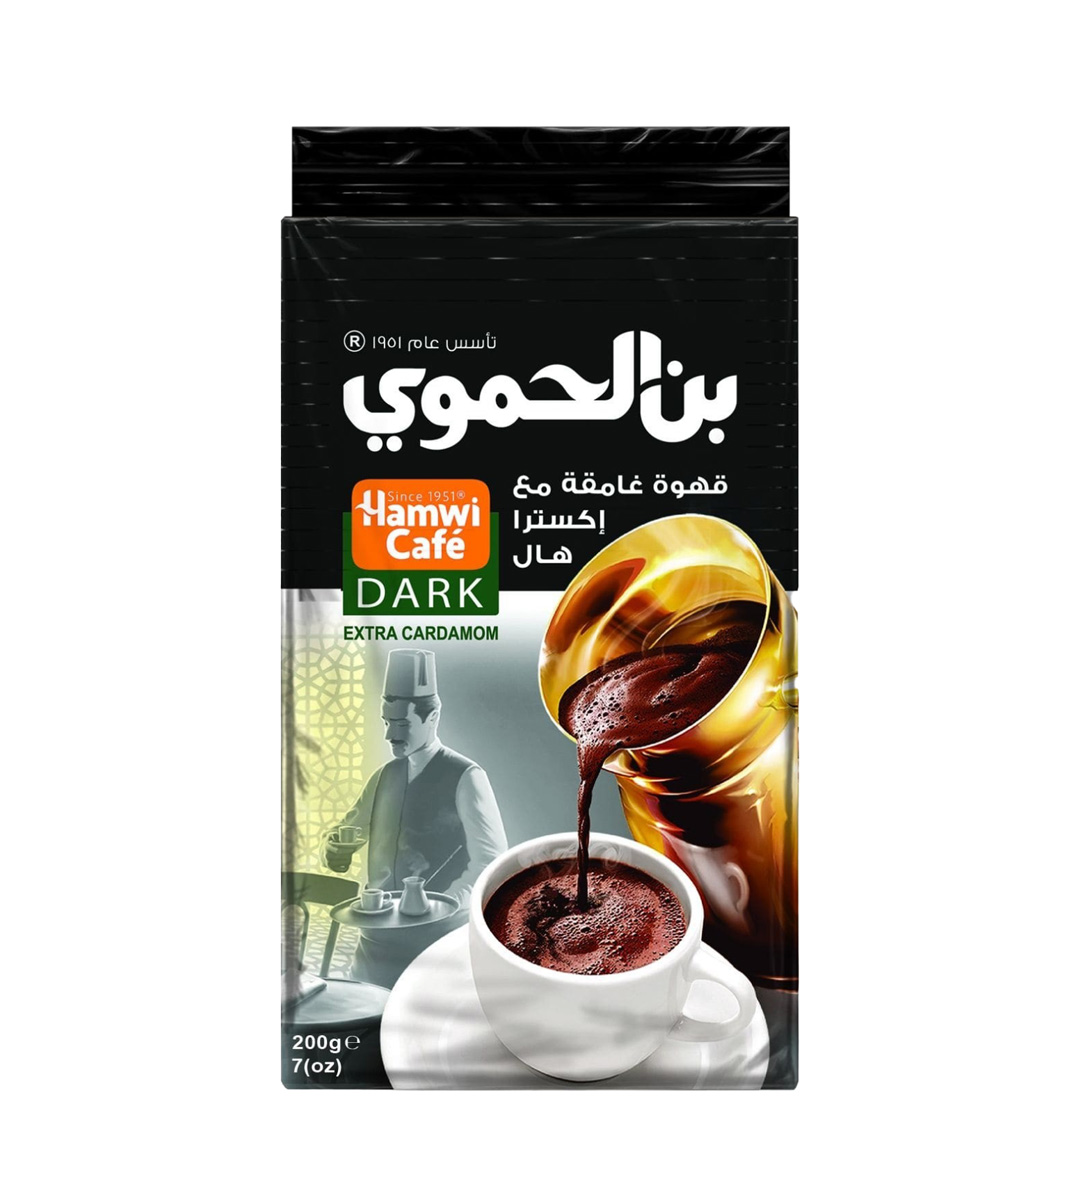 تأسس عام ١٩٥١ ®
بن الحموي
قهوة غامقة مع
إكسترا
هال
Since 1951®
Hamwi
Café
DARK
EXTRA CARDAMOM
200g℮
7(oz)